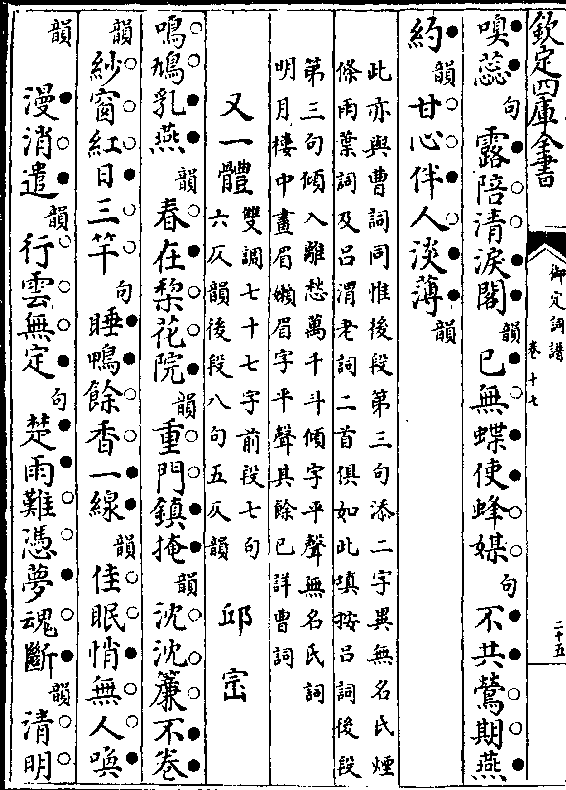 欽定四庫全書
御定詞譜
卷十七
二十五
嗅蕊句露陪清淚閣韻已無蝶使蜂媒句不共鶯期燕
約韻甘心伴人淡薄韻
此亦與曹詞同惟後段第三句添二字異無名氏煙
條雨葉詞及呂渭老詞二首俱如此填按呂詞後段
第三句傾入離愁萬千斗傾字平聲無名氏詞
明月樓中畫眉嬾眉字平聲其餘已詳曹詞
又一體
雙調七十七字前段七句
六仄韻後段八句五仄韻
邱崈
鳴鳩乳燕韻春在梨花院韻重門鎮掩韻沈沈簾不卷
韻紗窗紅日三竿句睡鴨餘香一線韻佳眠悄無人喚
韻漫消遣韻行雲無定句楚雨難憑夢魂斷韻清明